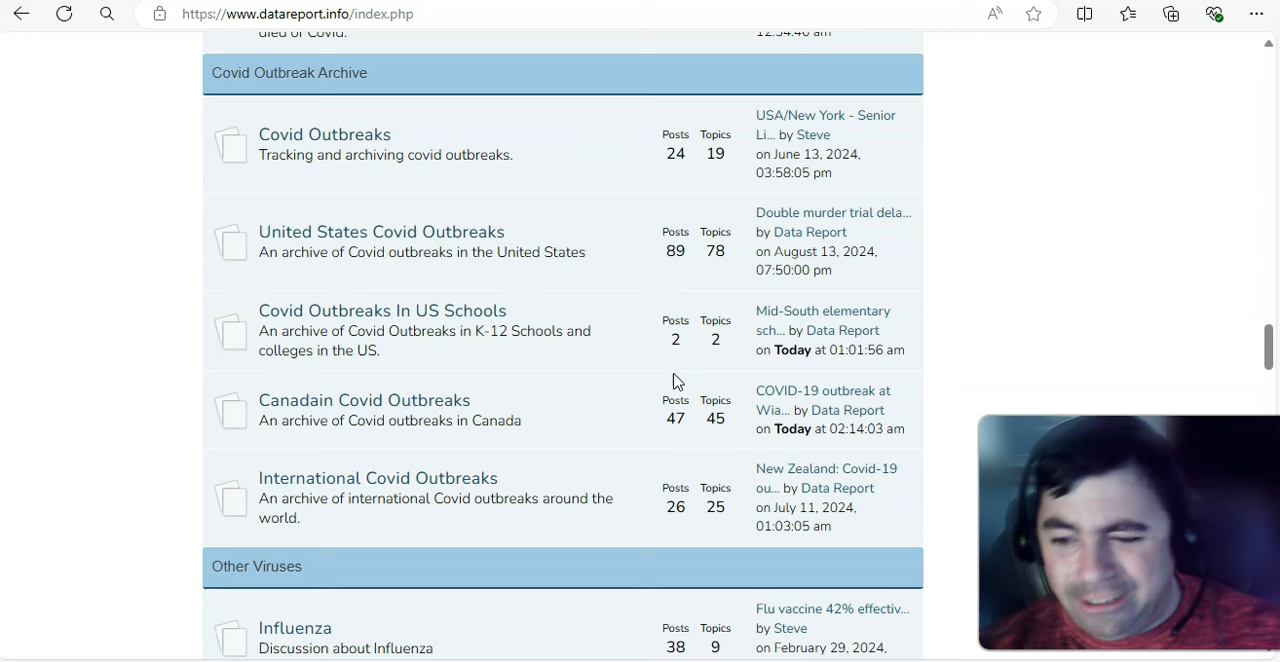 https://www.datareport.info/index.php
died of Covid.
12:54:40 am
Covid Outbreak Archive
Covid Outbreaks
Tracking and archiving covid outbreaks.
Posts
24
Topics
19
USA/New York - Senior
Li... by Steve
on June 13, 2024,
03:58:05 pm
United States Covid Outbreaks
An archive of Covid outbreaks in the United States
Posts
89
Topics
78
Double murder trial dela...
by Data Report
on August 13, 2024,
07:50:00 pm
Covid Outbreaks In US Schools
An archive of Covid Outbreaks in K-12 Schools and
colleges in the US.
Posts
2
Topics
2
Mid-South elementary
sch... by Data Report
on Today at 01:01:56 am
Canadain Covid Outbreaks
An archive of Covid outbreaks in Canada
Posts
47
Topics
45
COVID-19 outbreak at
Wia... by Data Report
on Today at 02:14:03 am
International Covid Outbreaks
An archive of international Covid outbreaks around the
world.
Posts
26
Topics
25
New Zealand: Covid-19
ou... by Data Report
on July 11, 2024,
01:03:05 am
Other Viruses
Influenza
Discussion about Influenza
Posts
38
Topics
9
Flu vaccine 42% effectiv...
by Steve
on February 29, 2024,